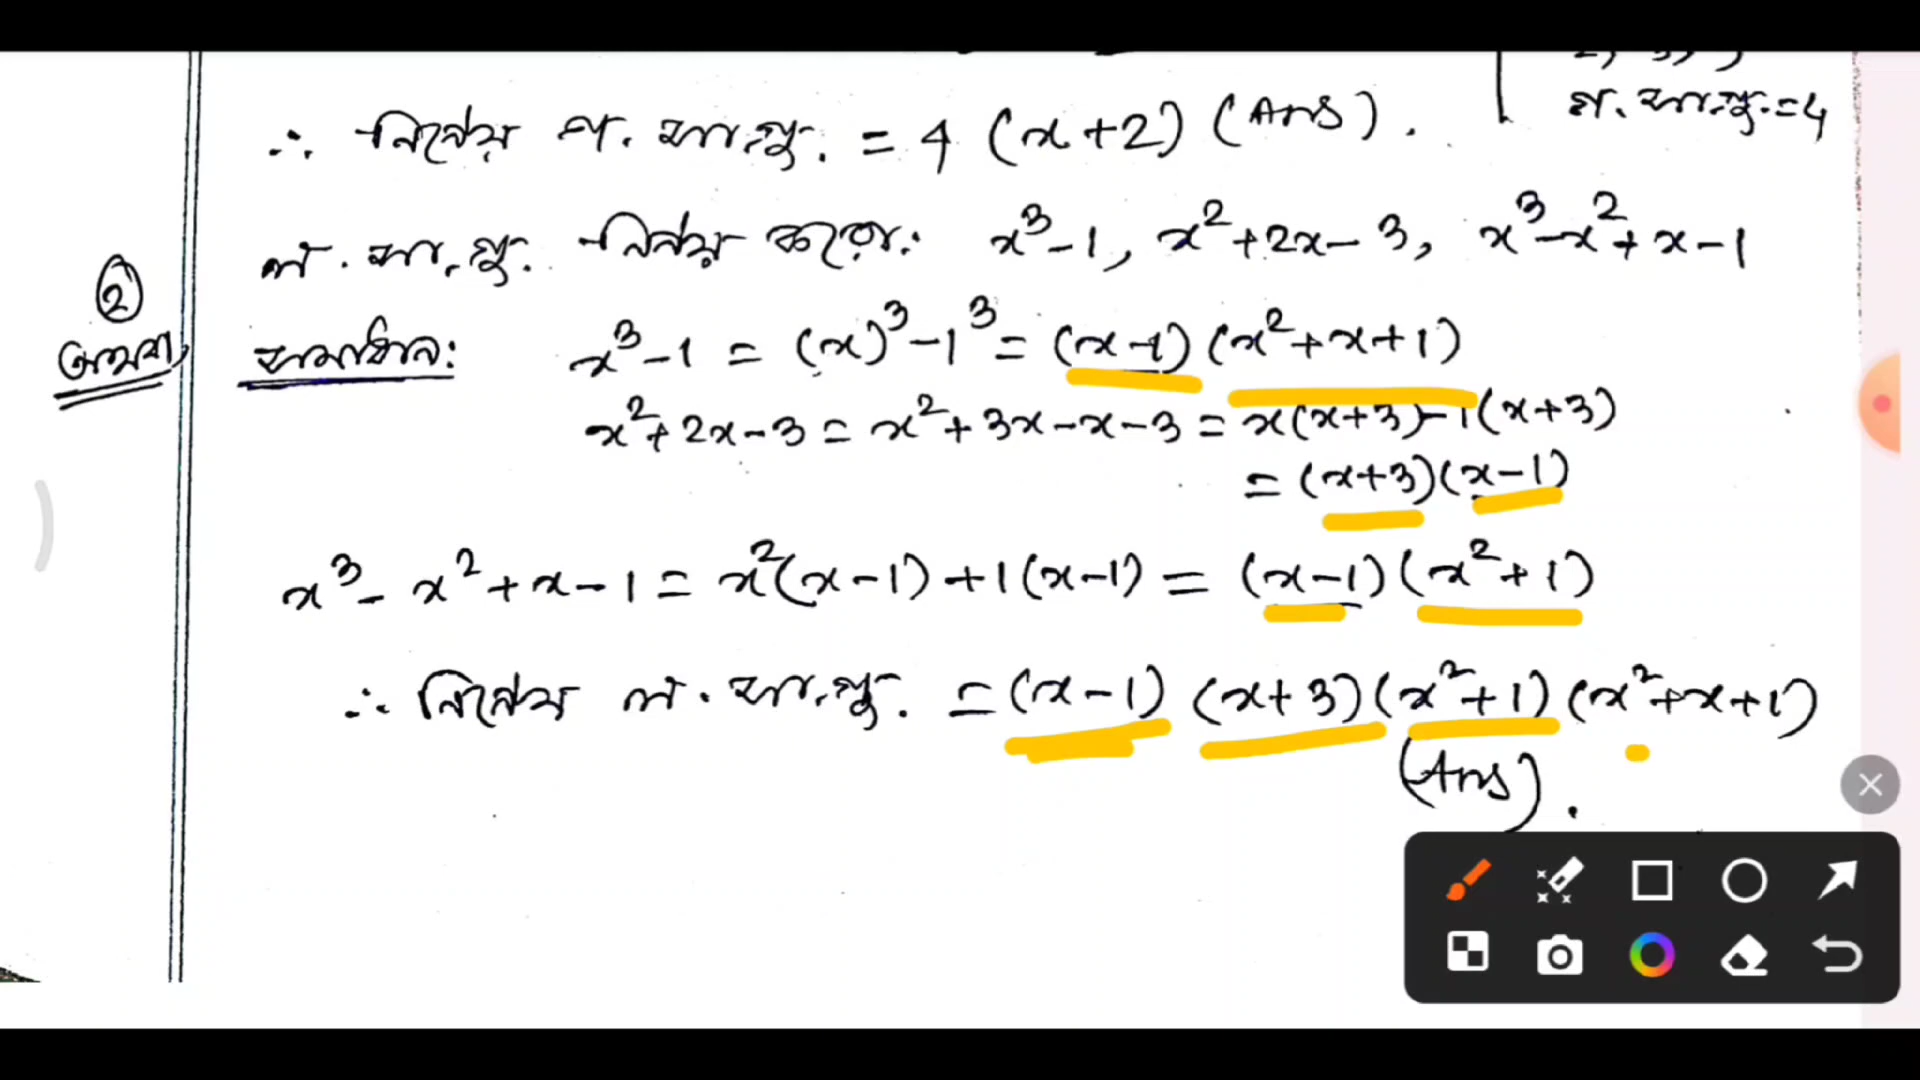 গ. সা. গু. = 4
∴ নির্ণেয় গ. সা. গু. = 4 (x+2) (Ans).
ল. সা. গু. নির্ণয় করো: x³-1, x²+2x-3, x³-x²+x-1
②
অথবা,
সমাধান: x³-1 = (x)³-1³ = (x-1)(x²+x+1)
x²+2x-3 = x²+3x-x-3 = x(x+3)-1(x+3)
= (x+3)(x-1)
x³-x²+x-1 = x²(x-1)+1(x-1) = (x-1)(x²+1)
∴ নির্ণেয় ল. সা. গু. = (x-1)(x+3)(x²+1)(x²+x+1)
(Ans).